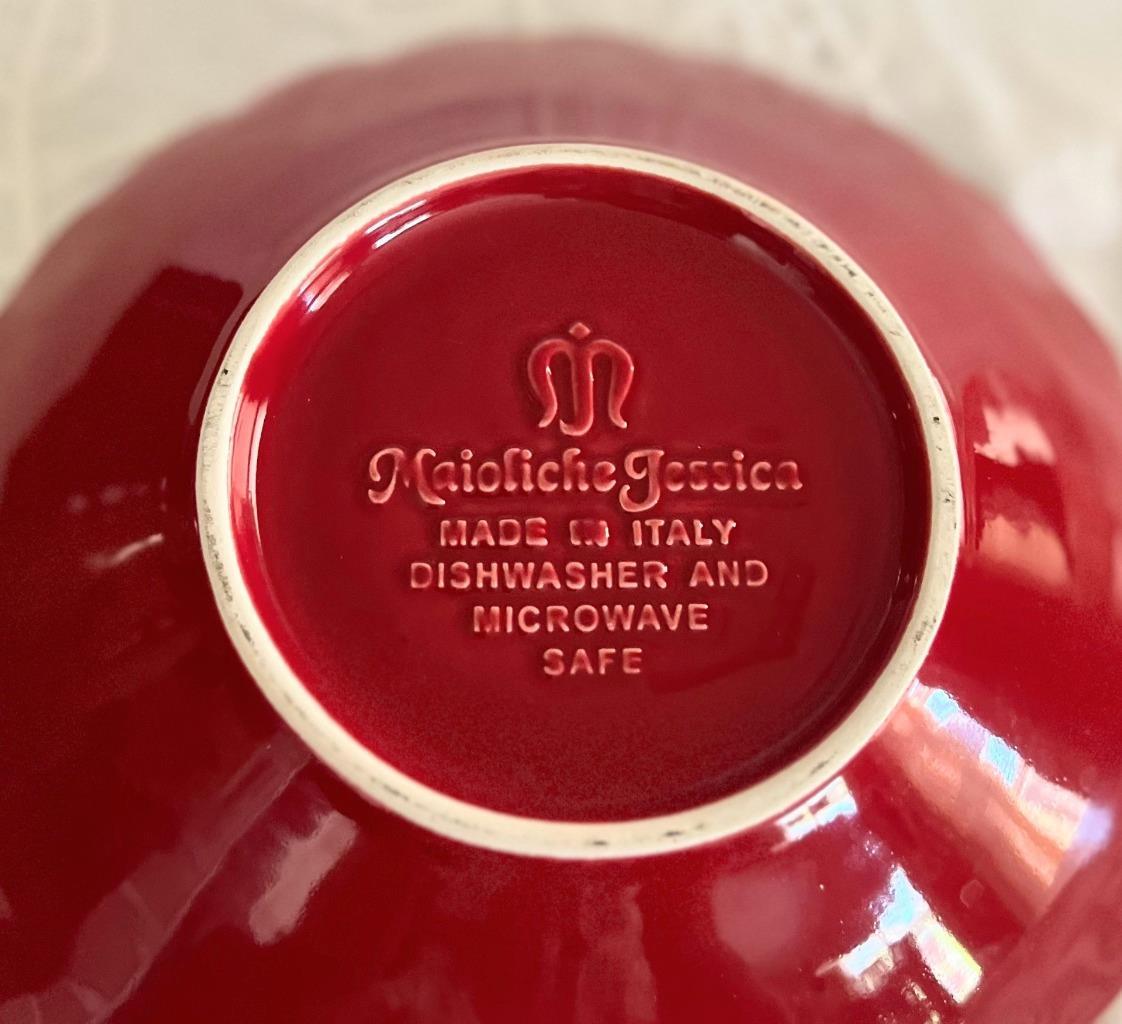 Maioliche Jessica
MADE IN ITALY
DISHWASHER AND
MICROWAVE
SAFE